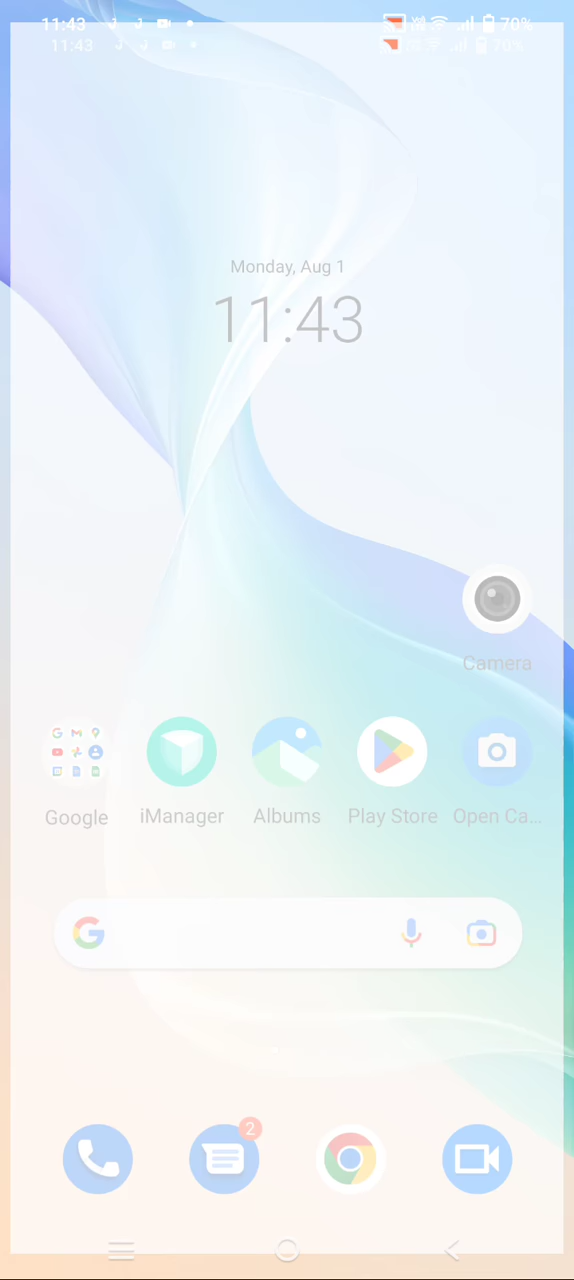 11:43 70%
11:43 70%
Monday, Aug 1
11:43
Camera
Google iManager Albums Play Store Open Ca...
2